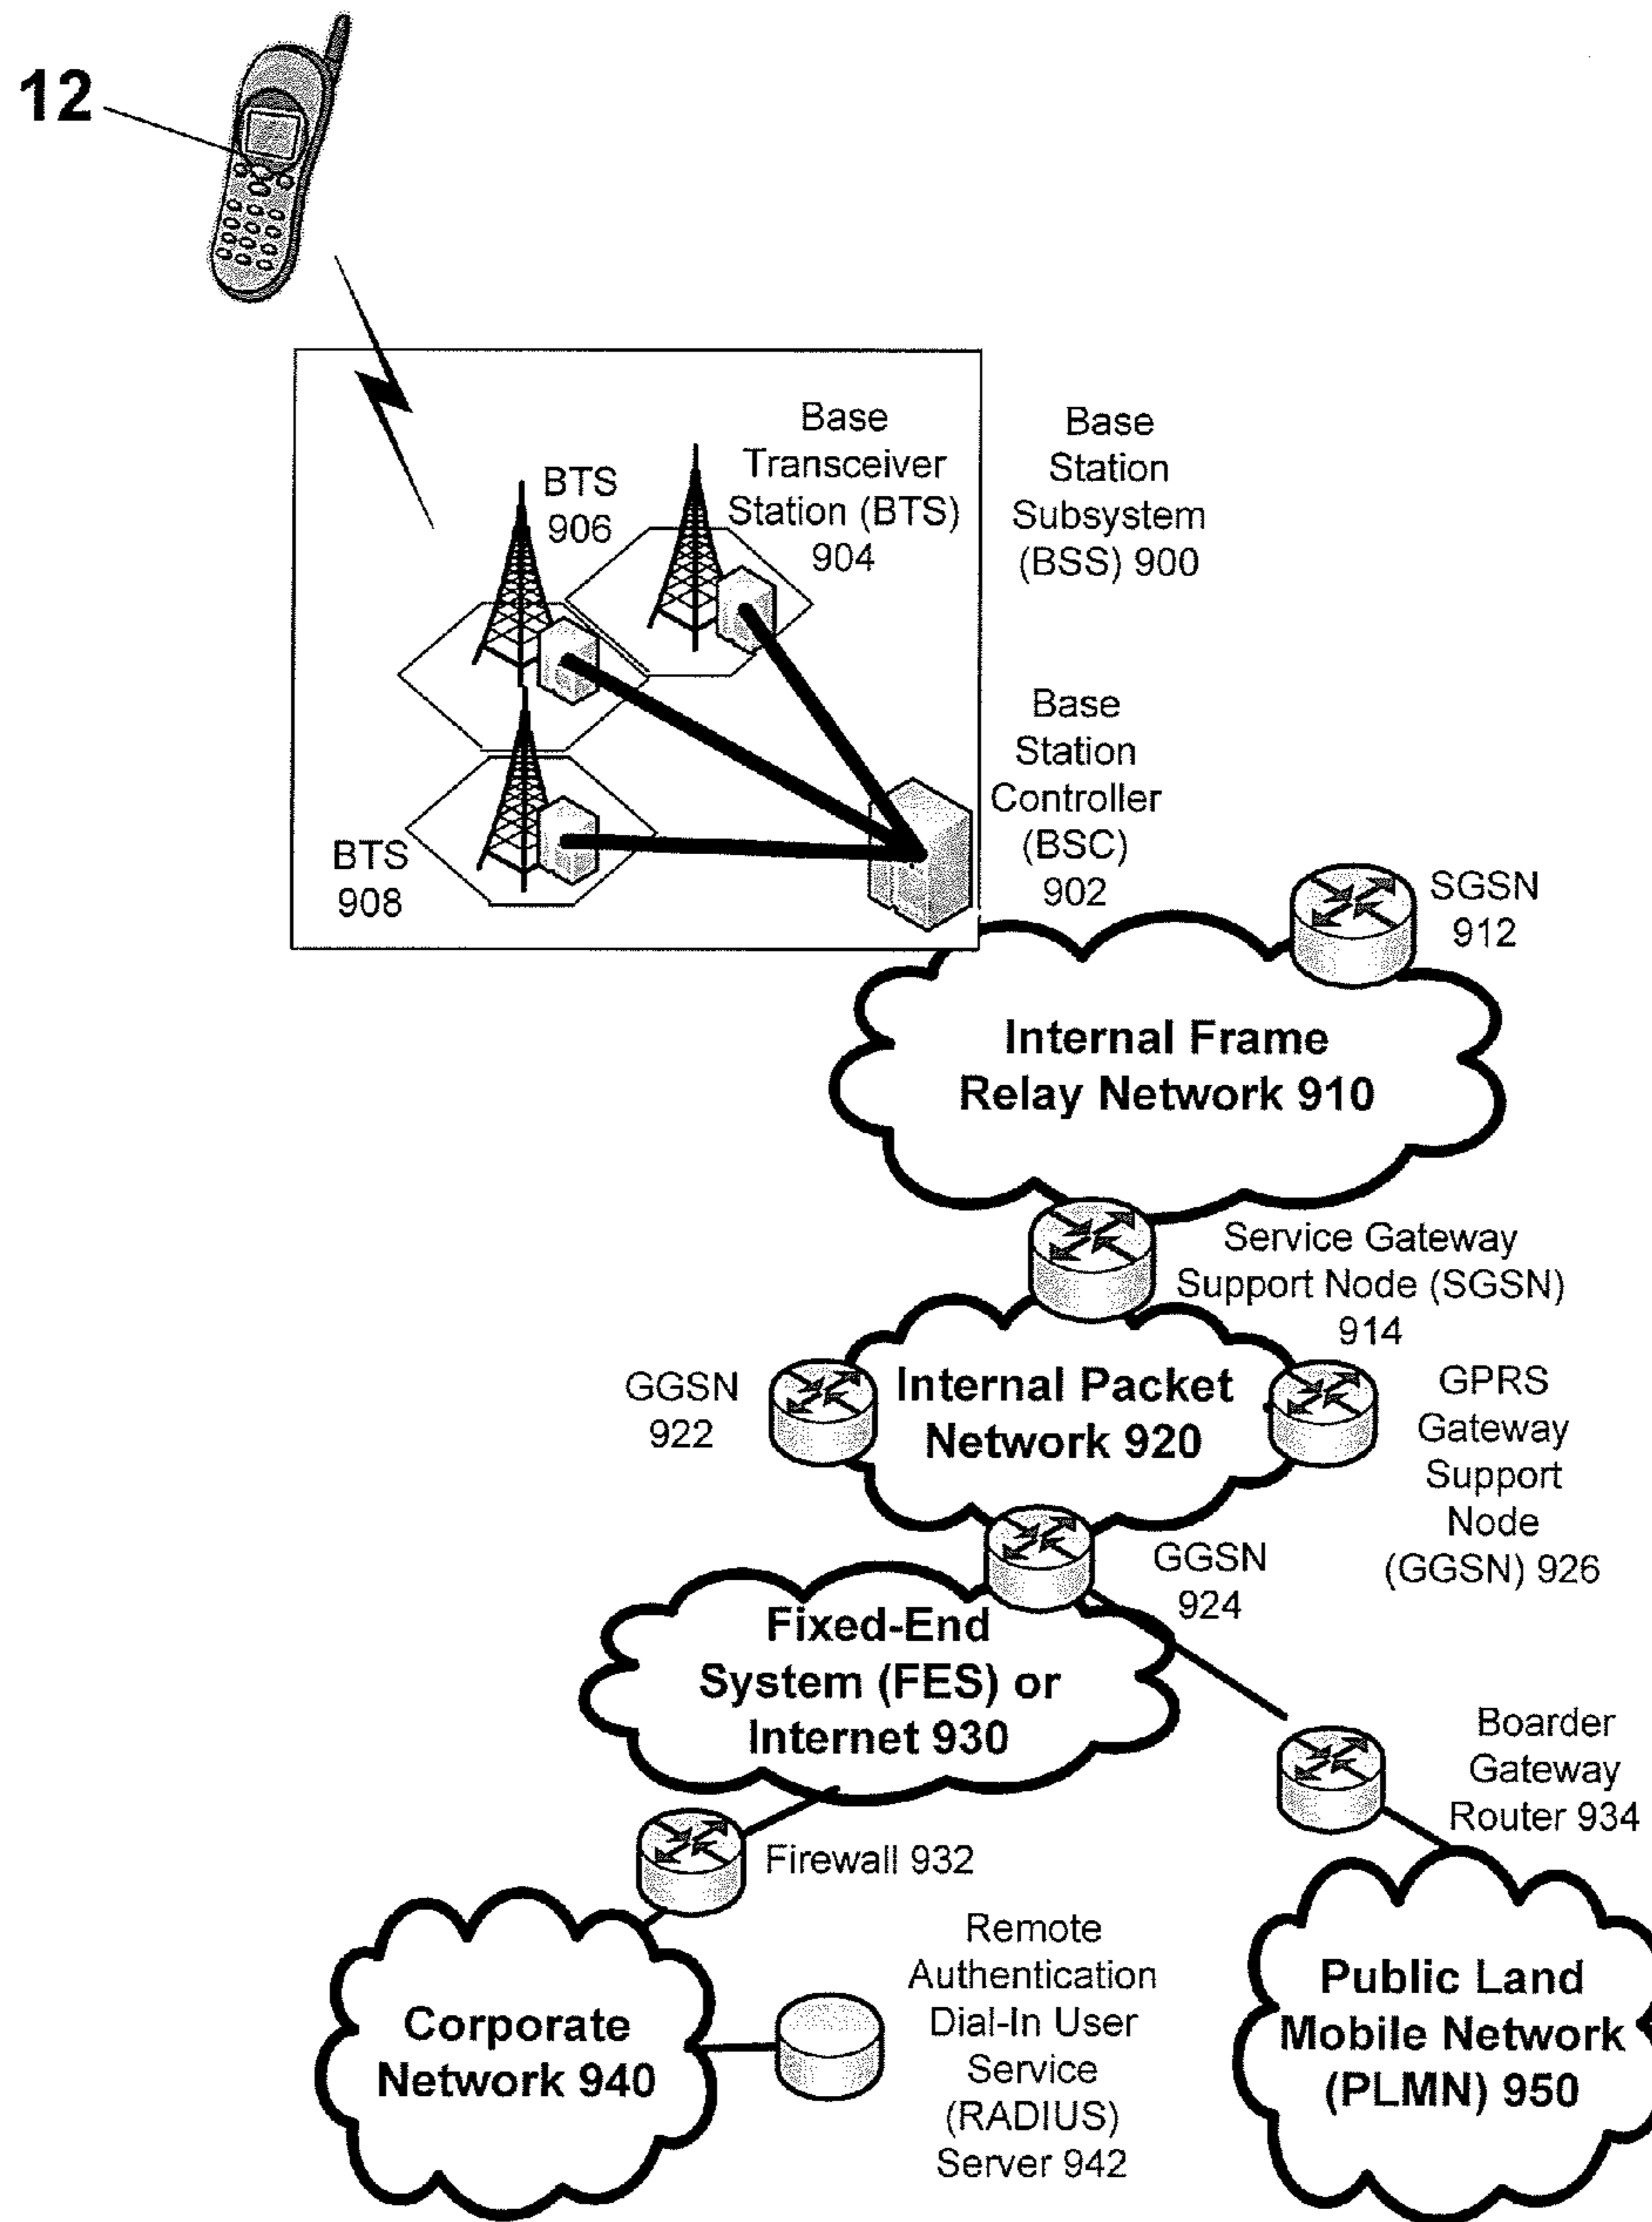 12
Base
Transceiver
Station (BTS)
904
BTS
906
Base
Station
Subsystem
(BSS) 900
Base
Station
Controller
(BSC)
902
BTS
908
SGSN
912
Internal Frame
Relay Network 910
Service Gateway
Support Node (SGSN)
914
GGSN
922
Internal Packet
Network 920
GPRS
Gateway
Support
Node
(GGSN) 926
GGSN
924
Fixed-End
System (FES) or
Internet 930
Boarder
Gateway
Router 934
Firewall 932
Corporate
Network 940
Remote
Authentication
Dial-In User
Service
(RADIUS)
Server 942
Public Land
Mobile Network
(PLMN) 950